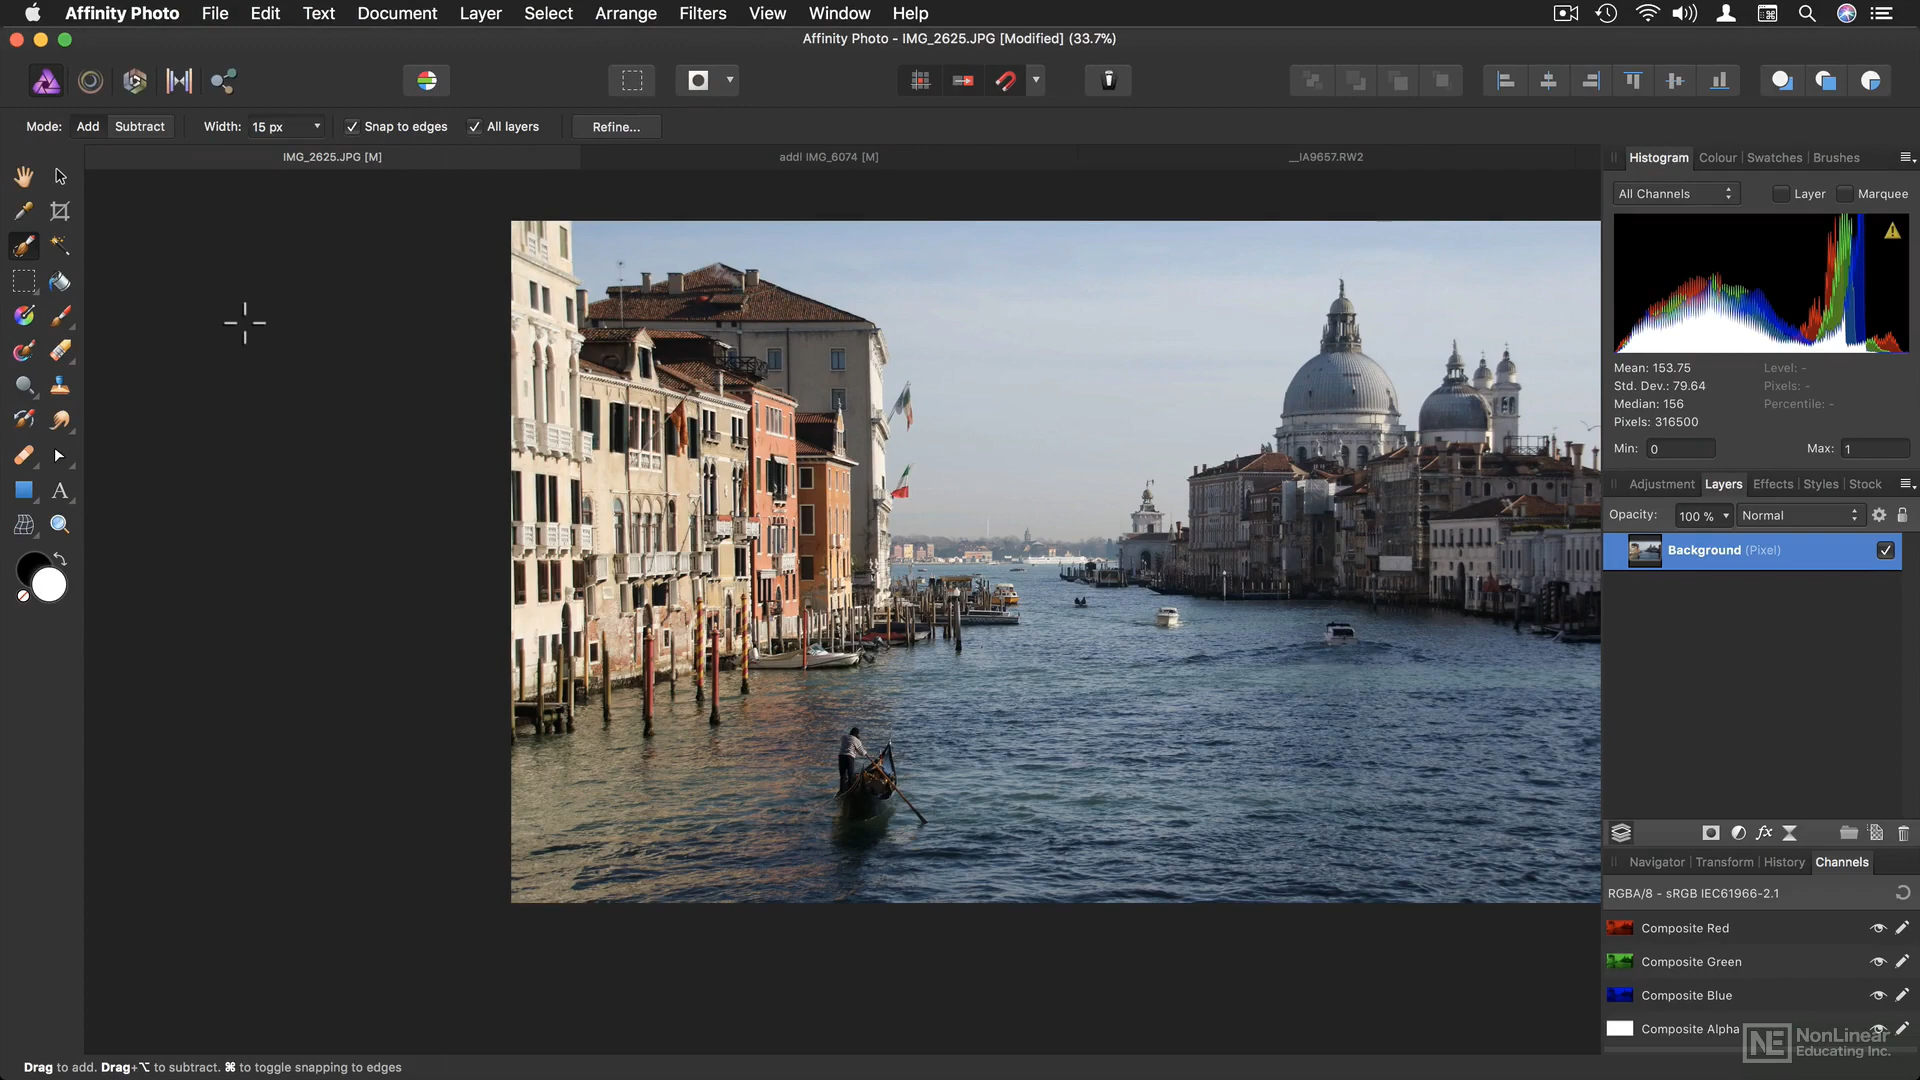 Affinity Photo File Edit Text Document Layer Select Arrange Filters View Window Help
Affinity Photo - IMG_2625.JPG [Modified] (33.7%)
Mode: Add Subtract Width: 15 px Snap to edges All layers Refine...
IMG_2625.JPG [M] addl IMG_6074 [M] __IA9657.RW2
Histogram Colour Swatches Brushes
All Channels Layer Marquee
Mean: 153.75 Level: -
Std. Dev.: 79.64 Pixels: -
Median: 156 Percentile: -
Pixels: 316500
Min: 0 Max: 1
Adjustment Layers Effects Styles Stock
Opacity: 100 % Normal
Background (Pixel)
fx
Navigator Transform History Channels
RGBA/8 - sRGB IEC61966-2.1
Composite Red
Composite Green
Composite Blue
Composite Alpha
NE NonLinear
Educating Inc.
Drag to add. Drag+⌥ to subtract. ⌘ to toggle snapping to edges